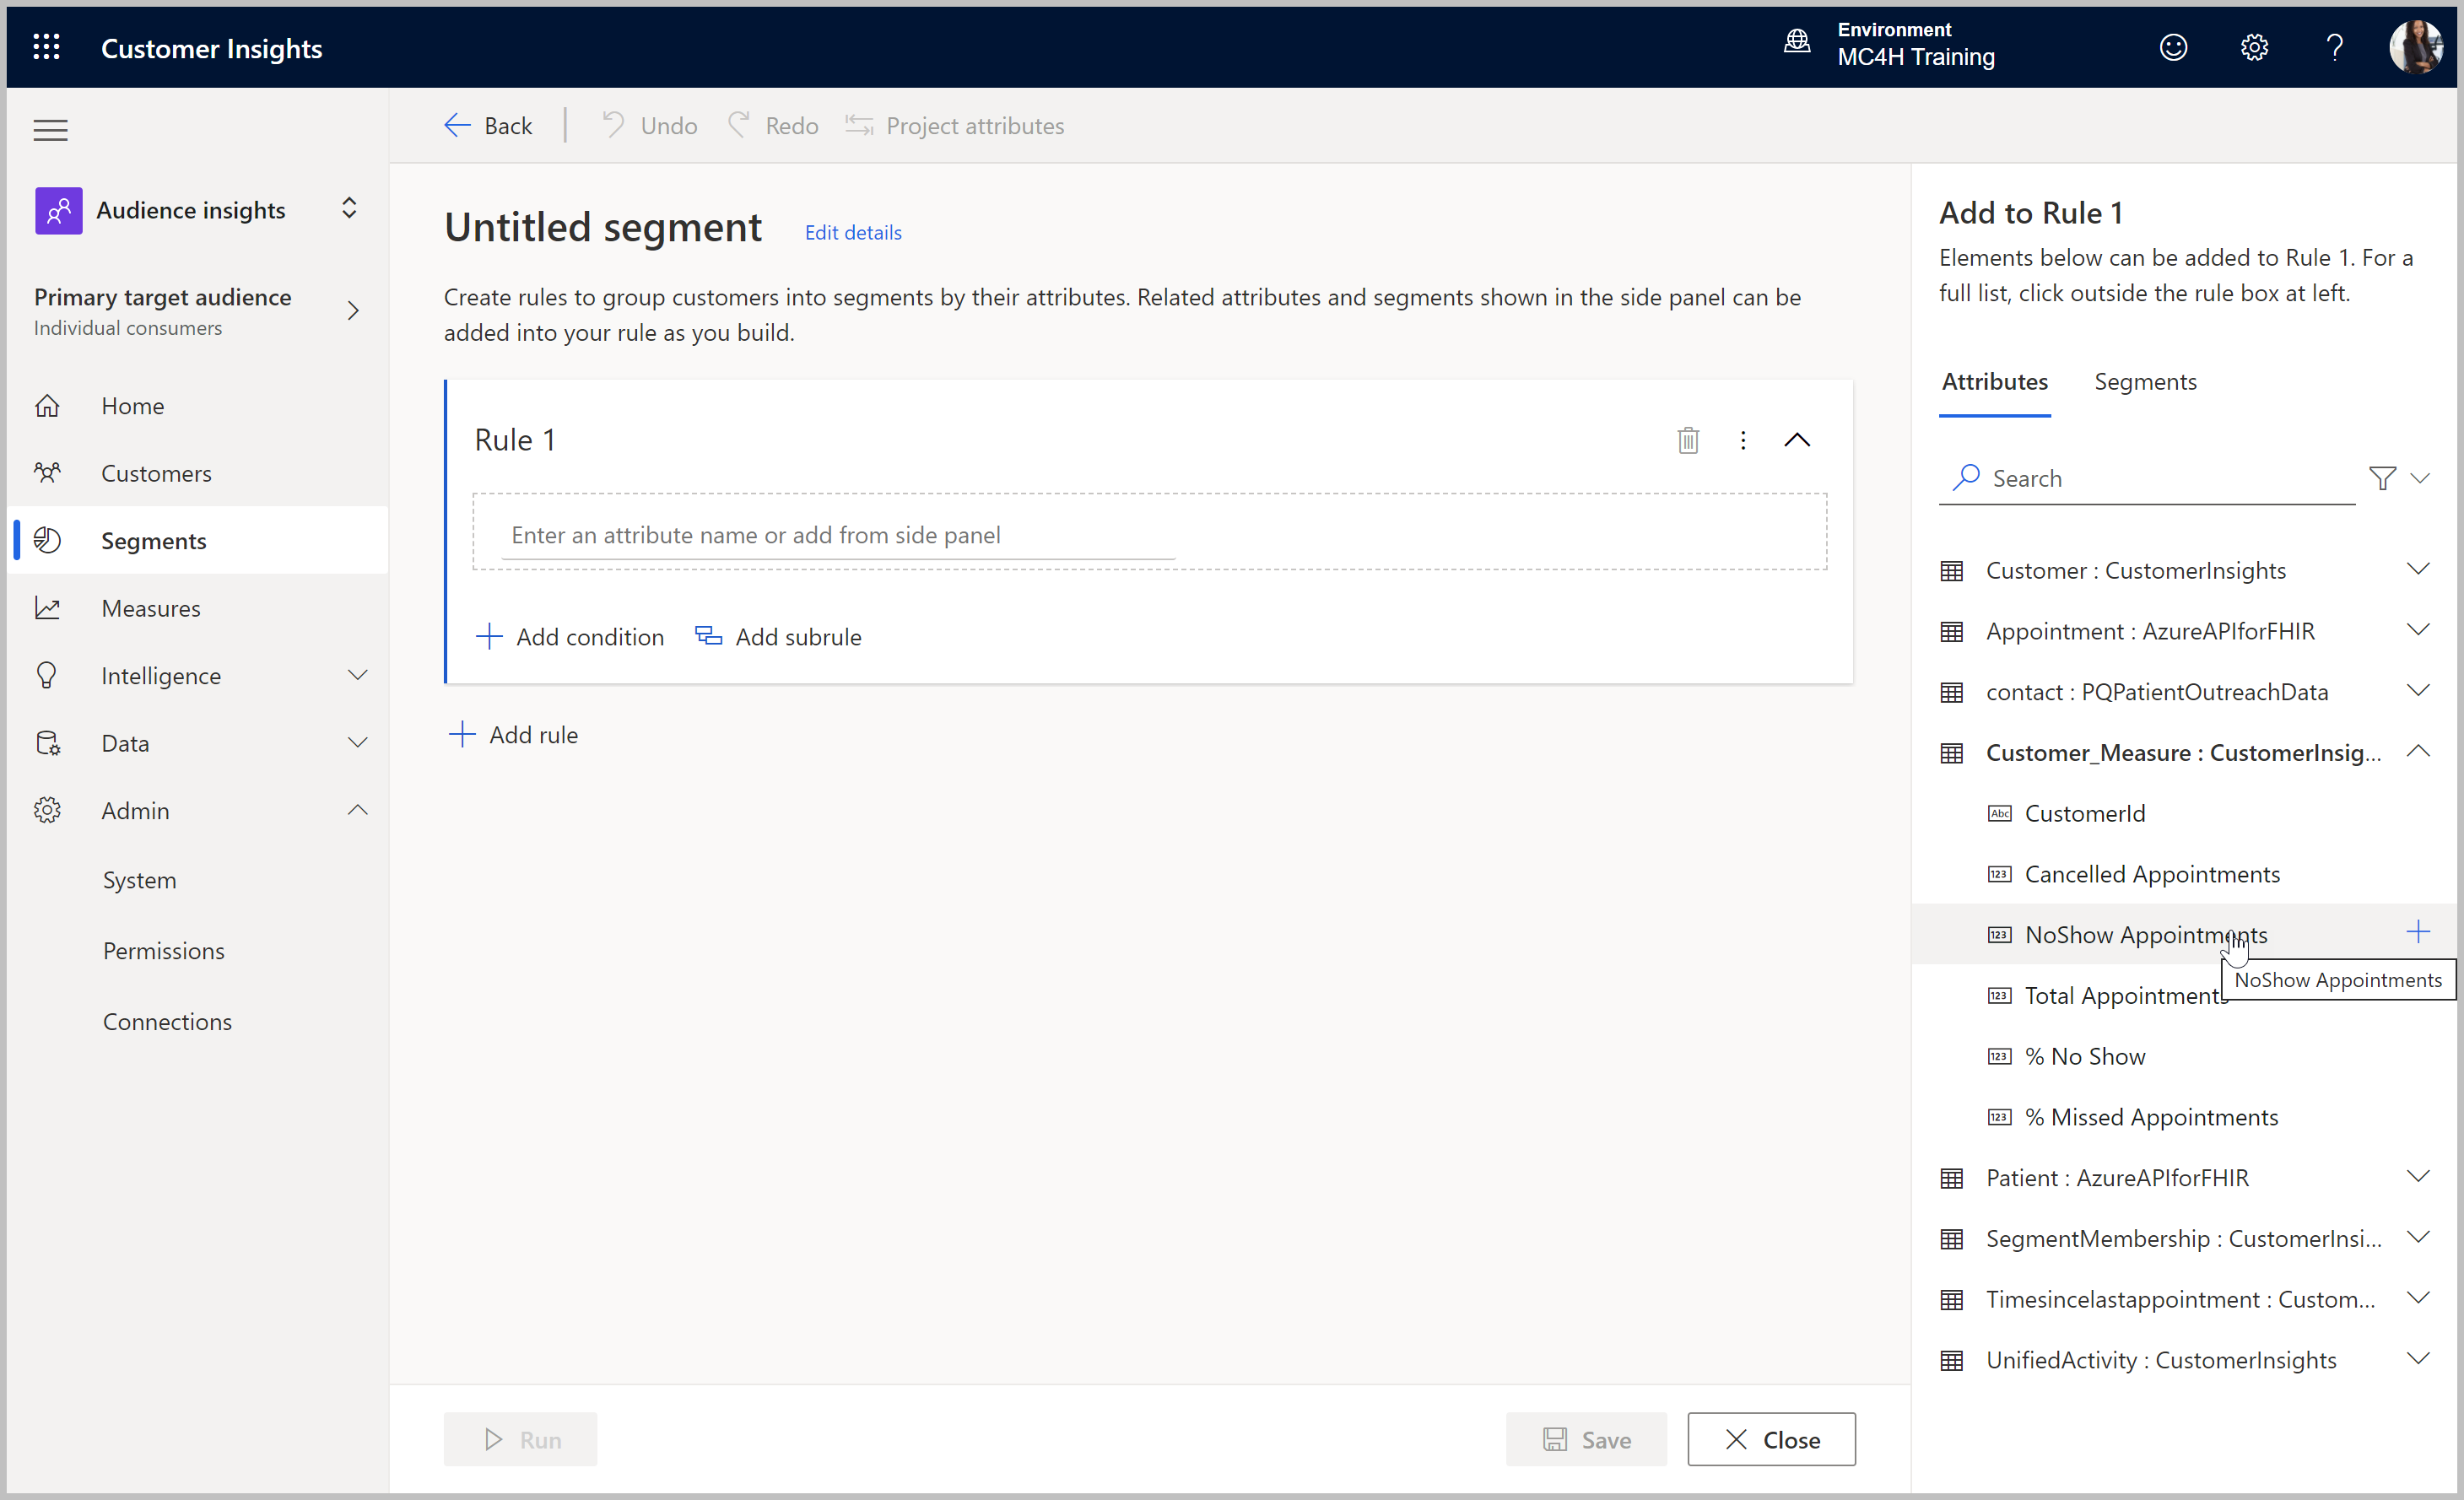 Customer Insights
Environment
MC4H Training
Back
Undo
Redo
Project attributes
Audience insights
Primary target audience
Individual consumers
Home
Customers
Segments
Measures
Intelligence
Data
Admin
System
Permissions
Connections
Untitled segment
Edit details
Create rules to group customers into segments by their attributes. Related attributes and segments shown in the side panel can be
added into your rule as you build.
Rule 1
Enter an attribute name or add from side panel
Add condition
Add subrule
Add rule
Run
Save
Close
Add to Rule 1
Elements below can be added to Rule 1. For a
full list, click outside the rule box at left.
Attributes
Segments
Search
Customer : CustomerInsights
Appointment : AzureAPIforFHIR
contact : PQPatientOutreachData
Customer_Measure : CustomerInsig...
Abc CustomerId
123 Cancelled Appointments
123 NoShow Appointments
NoShow Appointments
123 Total Appointments
123 % No Show
123 % Missed Appointments
Patient : AzureAPIforFHIR
SegmentMembership : CustomerInsi...
Timesincelastappointment : Custom...
UnifiedActivity : CustomerInsights